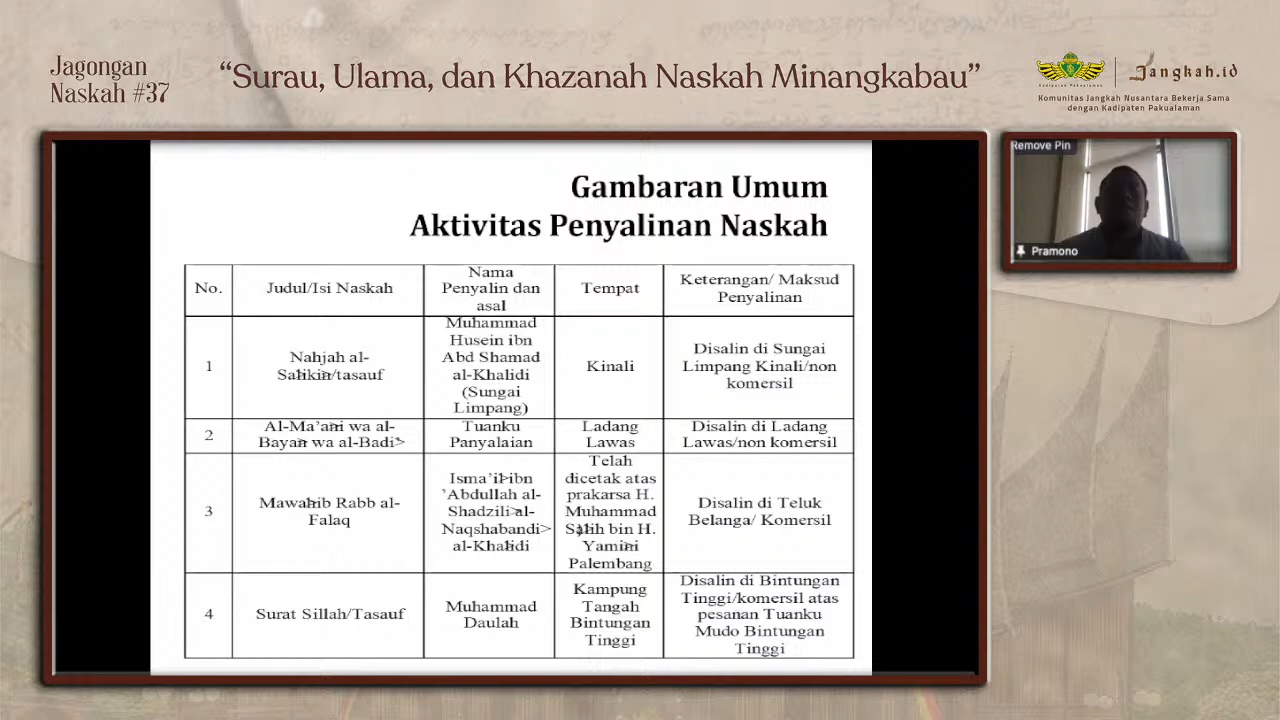 Jagongan
Naskah #37
“Surau, Ulama, dan Khazanah Naskah Minangkabau”
Kadipaten Pakualaman
Jangkah.id
Komunitas Jangkah Nusantara Bekerja Sama
dengan Kadipaten Pakualaman
Remove Pin
Pramono
Gambaran Umum
Aktivitas Penyalinan Naskah
No.
Judul/Isi Naskah
Nama
Penyalin dan
asal
Tempat
Keterangan/ Maksud
Penyalinan
1
Nahjah al-
Salikin/tasauf
Muhammad
Husein ibn
Abd Shamad
al-Khalidi
(Sungai
Limpang)
Kinali
Disalin di Sungai
Limpang Kinali/non
komersil
2
Al-Ma’ani wa al-
Bayan wa al-Badi>
Tuanku
Panyalaian
Ladang
Lawas
Disalin di Ladang
Lawas/non komersil
3
Mawahib Rabb al-
Falaq
Isma’il>ibn
’Abdullah al-
Shadzili>al-
Naqshabandi>
al-Khalidi
Telah
dicetak atas
prakarsa H.
Muhammad
Salih bin H.
Yamini
Palembang
Disalin di Teluk
Belanga/ Komersil
4
Surat Sillah/Tasauf
Muhammad
Daulah
Kampung
Tangah
Bintungan
Tinggi
Disalin di Bintungan
Tinggi/komersil atas
pesanan Tuanku
Mudo Bintungan
Tinggi